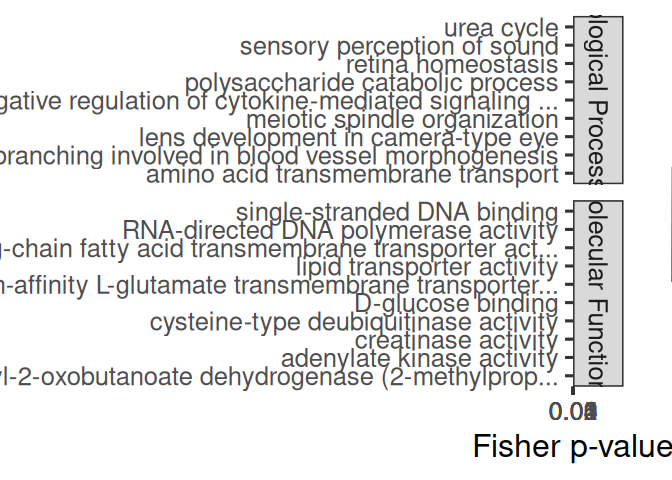 urea cycle
sensory perception of sound
retina homeostasis
polysaccharide catabolic process
gative regulation of cytokine-mediated signaling ...
meiotic spindle organization
lens development in camera-type eye
branching involved in blood vessel morphogenesis
amino acid transmembrane transport
logical Process
single-stranded DNA binding
RNA-directed DNA polymerase activity
g-chain fatty acid transmembrane transporter act...
lipid transporter activity
h-affinity L-glutamate transmembrane transporter...
D-glucose binding
cysteine-type deubiquitinase activity
creatinase activity
adenylate kinase activity
yl-2-oxobutanoate dehydrogenase (2-methylprop...
olecular Function
Fisher p-value